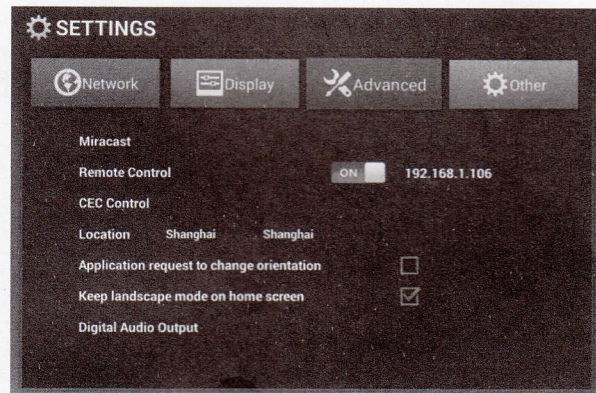 SETTINGS
Network Display Advanced Other
Miracast
Remote Control ON 192.168.1.106
CEC Control
Location Shanghai Shanghai
Application request to change orientation
Keep landscape mode on home screen
Digital Audio Output